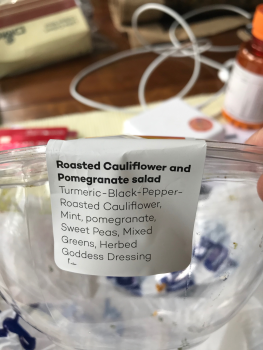 Roasted Cauliflower and
Pomegranate salad
Turmeric-Black-Pepper-
Roasted Cauliflower,
Mint, pomegranate,
Sweet Peas, Mixed
Greens, Herbed
Goddess Dressing